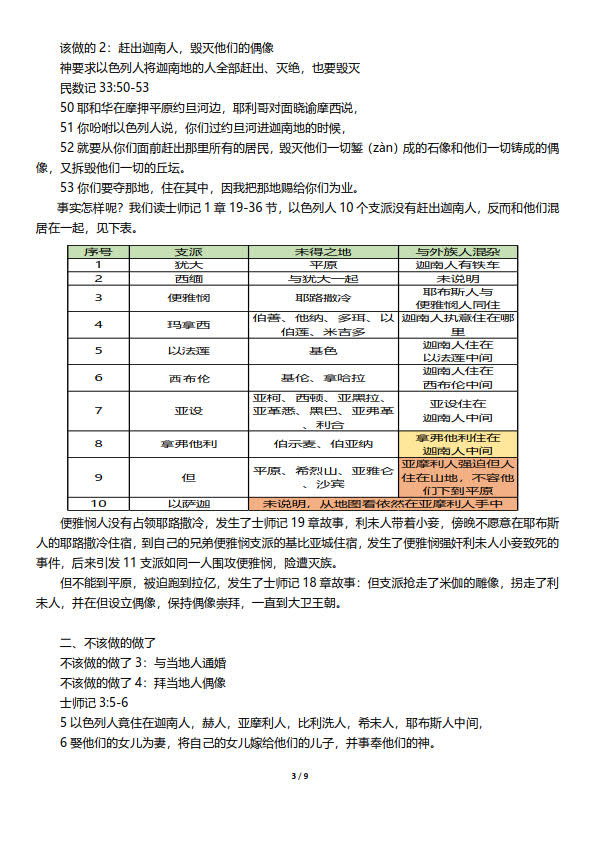 该做的 2：赶出迦南人，毁灭他们的偶像
神要求以色列人将迦南地的人全部赶出、灭绝，也要毁灭
民数记 33:50-53
50 耶和华在摩押平原约旦河边，耶利哥对面晓谕摩西说，
51 你吩咐以色列人说，你们过约旦河进迦南地的时候，
52 就要从你们面前赶出那里所有的居民，毁灭他们一切錾（zàn）成的石像和他们一切铸成的偶
像，又拆毁他们一切的丘坛。
53 你们要夺那地，住在其中，因我把那地赐给你们为业。
事实怎样呢？我们读士师记 1 章 19-36 节，以色列人 10 个支派没有赶出迦南人，反而和他们混
居在一起，见下表。
序号 支派 未得之地 与外族人混杂
1 犹大 平原 迦南人有铁车
2 西缅 与犹大一起 未说明
3 便雅悯 耶路撒冷 耶布斯人与
便雅悯人同住
4 玛拿西 伯善、他纳、多珥、以
伯莲、米吉多 迦南人执意住在哪
里
5 以法莲 基色 迦南人住在
以法莲中间
6 西布伦 基伦、拿哈拉 迦南人住在
西布伦中间
7 亚设 亚柯、西顿、亚黑拉、
亚革悉、黑巴、亚弗革
、利合 亚设住在
迦南人中间
8 拿弗他利 伯示麦、伯亚纳 拿弗他利住在
迦南人中间
9 但 平原、希烈山、亚雅仑
、沙宾 亚摩利人强迫但人
住在山地，不容他
们下到平原
10 以萨迦 未说明，从地图看依然在亚摩利人手中
便雅悯人没有占领耶路撒冷，发生了士师记 19 章故事，利未人带着小妾，傍晚不愿意在耶布斯
人的耶路撒冷住宿，到自己的兄弟便雅悯支派的基比亚城住宿，发生了便雅悯强奸利未人小妾致死的
事件，后来引发 11 支派如同一人围攻便雅悯，险遭灭族。
但不能到平原，被迫跑到拉亿，发生了士师记 18 章故事：但支派抢走了米伽的雕像，拐走了利
未人，并在但设立偶像，保持偶像崇拜，一直到大卫王朝。
二、不该做的做了
不该做的做了 3：与当地人通婚
不该做的做了 4：拜当地人偶像
士师记 3:5-6
5 以色列人竟住在迦南人，赫人，亚摩利人，比利洗人，希未人，耶布斯人中间，
6 娶他们的女儿为妻，将自己的女儿嫁给他们的儿子，并事奉他们的神。
3 / 9